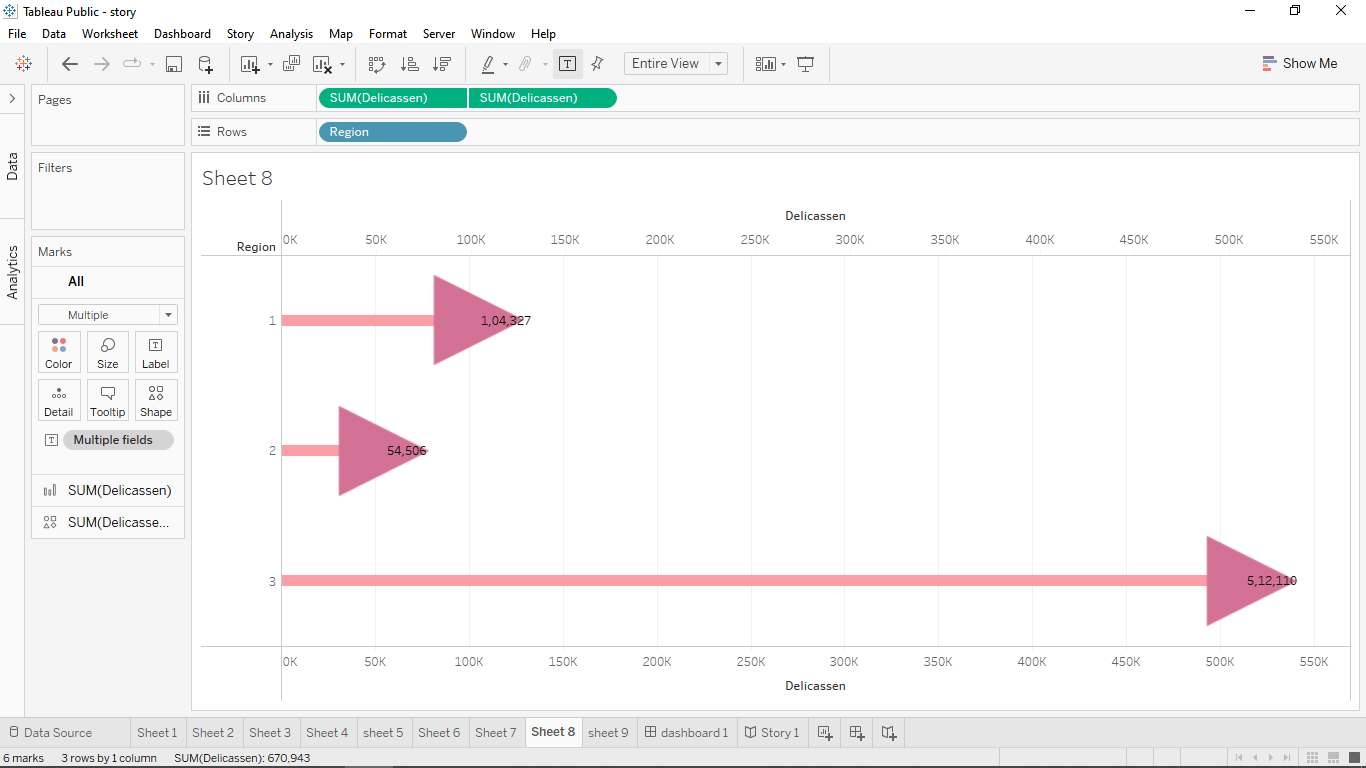 Tableau Public - story
File Data Worksheet Dashboard Story Analysis Map Format Server Window Help
Entire View
Show Me
Data
Analytics
Pages
Filters
Marks
All
Multiple
Color Size Label
Detail Tooltip Shape
Multiple fields
SUM(Delicassen)
SUM(Delicasse...
Columns SUM(Delicassen) SUM(Delicassen)
Rows Region
Sheet 8
Delicassen
Region 0K 50K 100K 150K 200K 250K 300K 350K 400K 450K 500K 550K
1 1,04,327
2 54,506
3 5,12,110
0K 50K 100K 150K 200K 250K 300K 350K 400K 450K 500K 550K
Delicassen
Data Source Sheet 1 Sheet 2 Sheet 3 Sheet 4 sheet 5 Sheet 6 Sheet 7 Sheet 8 sheet 9 dashboard 1 Story 1
6 marks 3 rows by 1 column SUM(Delicassen): 670,943